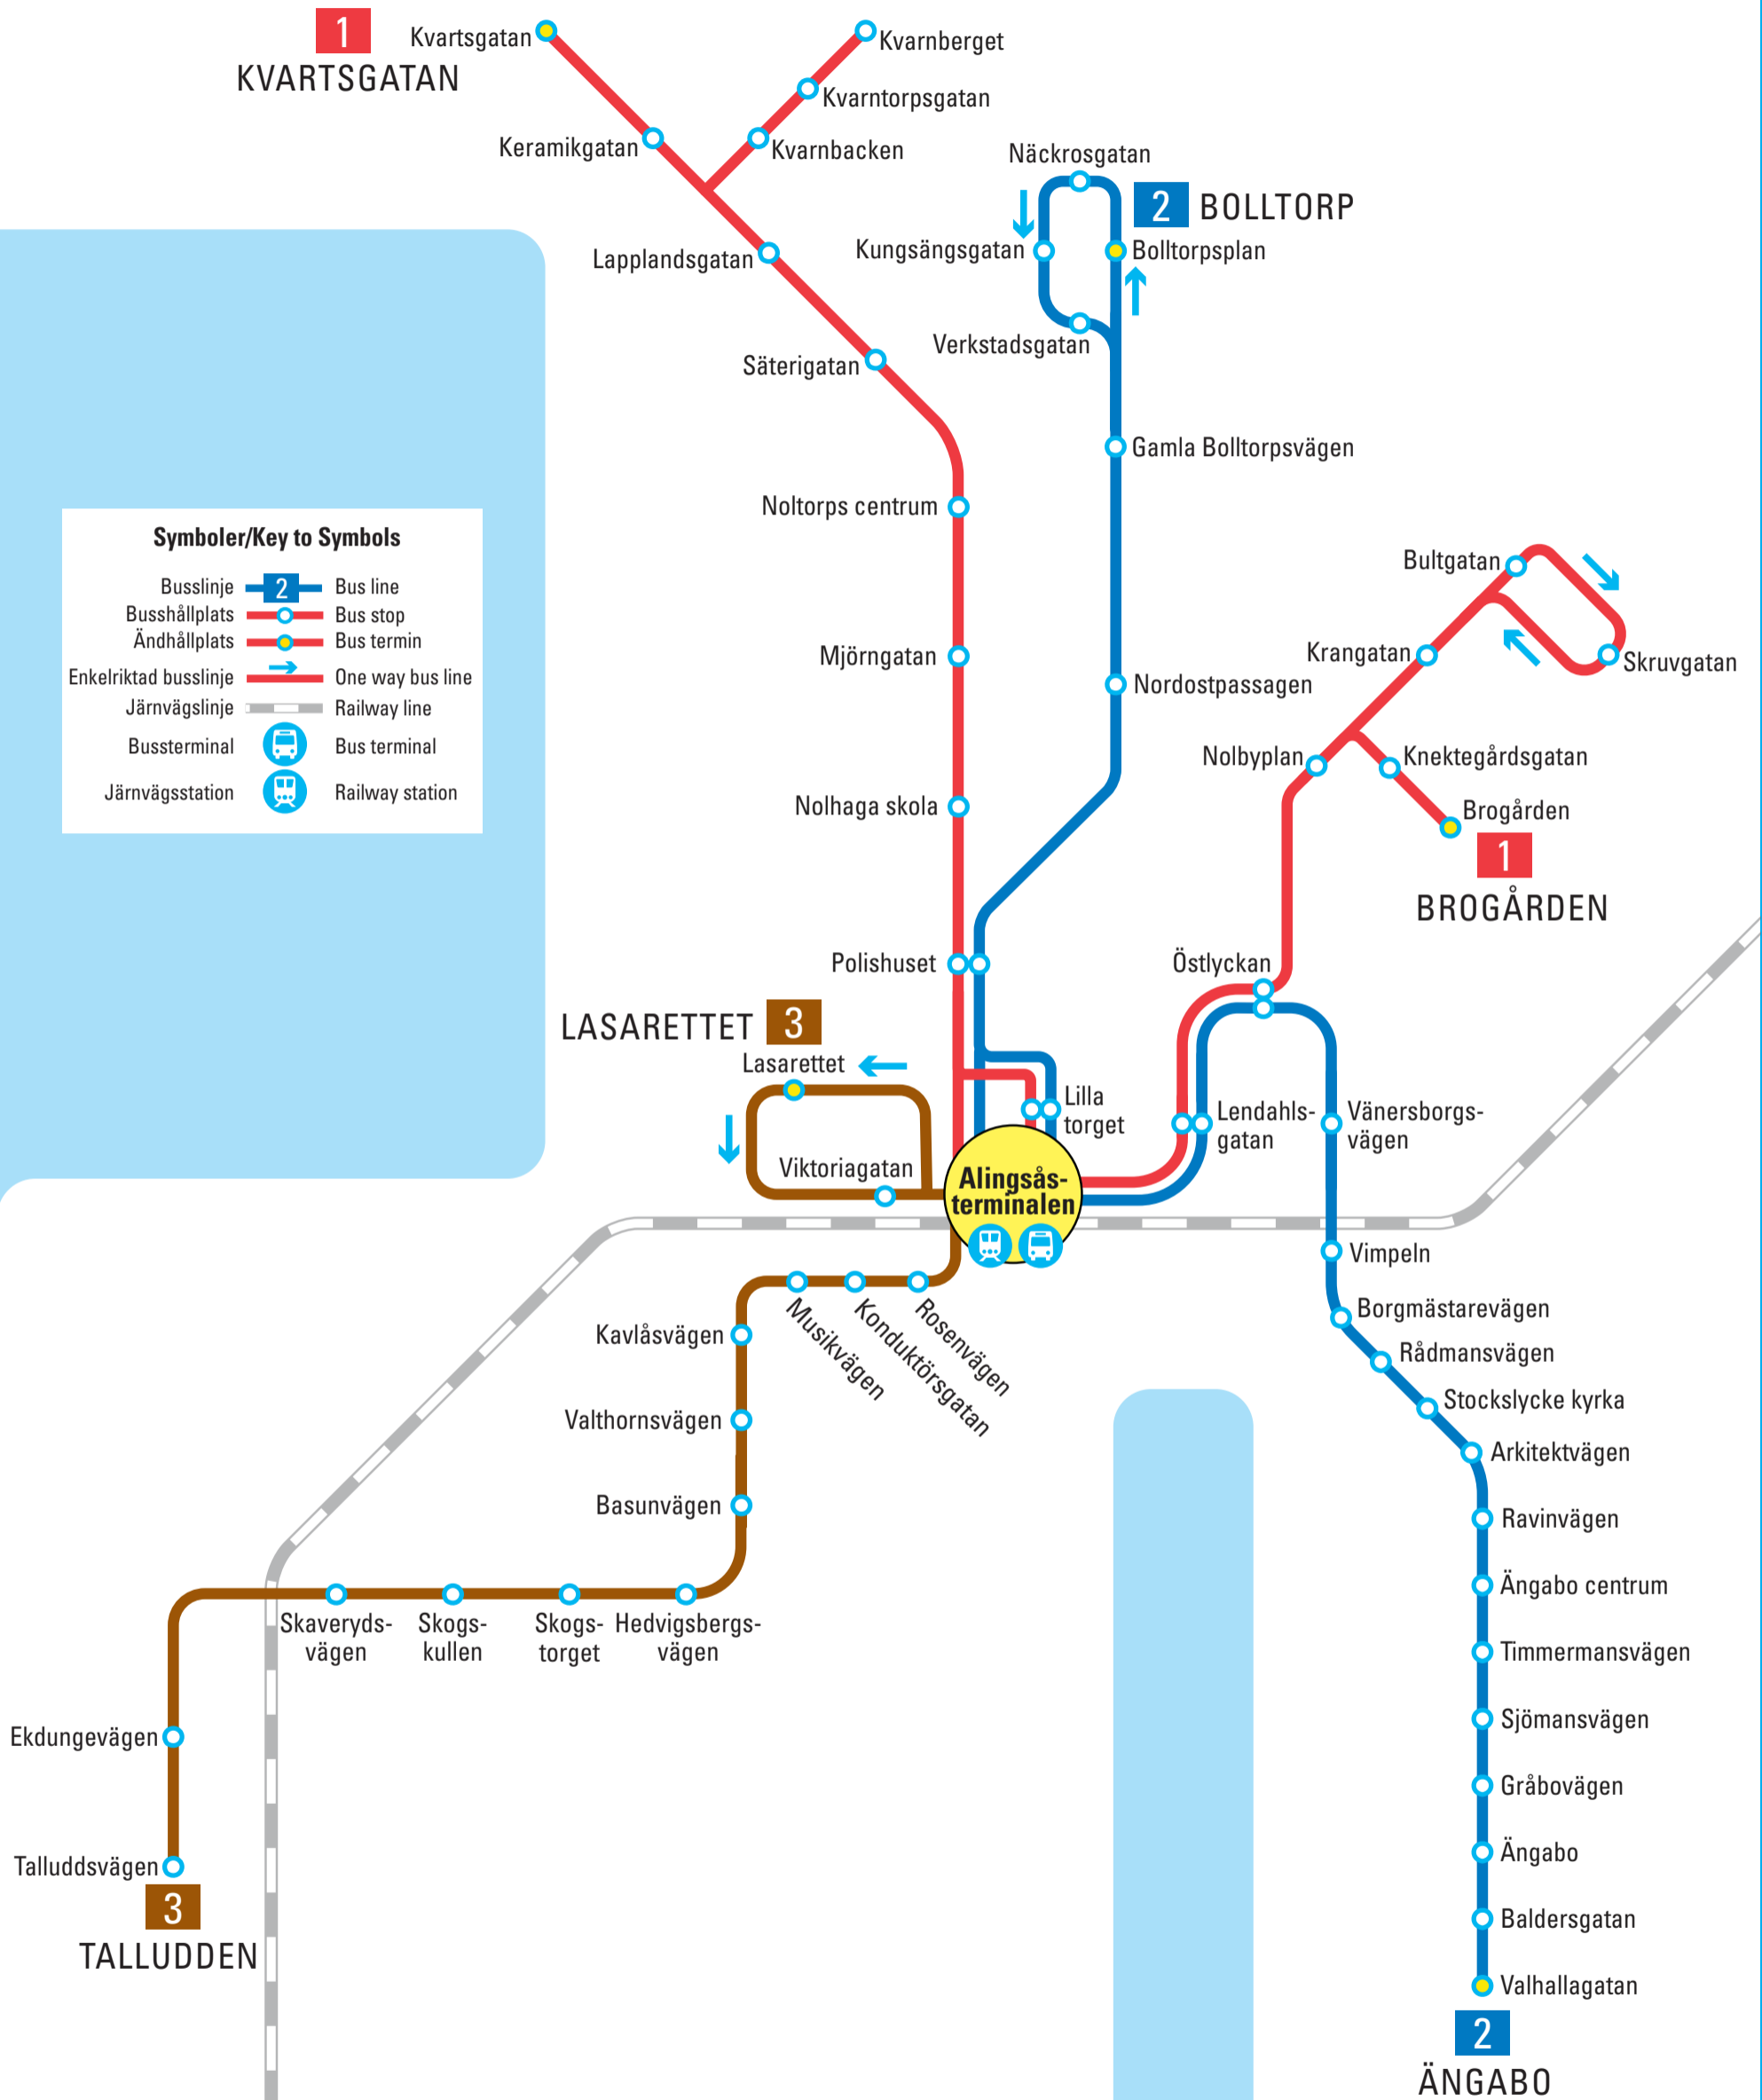 1
KVARTSGATAN
Kvartsgatan
Kvarnberget
Kvarntorpsgatan
Keramikgatan
Kvarnbacken
Näckrosgatan
2 BOLLTORP
Kungsängsgatan
Bolltorpsplan
Lapplandsgatan
Verkstadsgatan
Säterigatan
Gamla Bolltorpsvägen
Noltorps centrum
Symboler/Key to Symbols
Busslinje 2 Bus line
Busshållplats Bus stop
Ändhållplats Bus termin
Enkelriktad busslinje One way bus line
Järnvägslinje Railway line
Bussterminal Bus terminal
Järnvägsstation Railway station
Bultgatan
Mjörngatan
Krangatan
Skruvgatan
Nordostpassagen
Nolbyplan
Knektegårdsgatan
Nolhaga skola
Brogården
1
BROGÅRDEN
Polishuset
Östlyckan
LASARETTET 3
Lasarettet
Lilla
torget
Lendahls-
gatan
Vänersborgs-
vägen
Viktoriagatan
Alingsås-
terminalen
Vimpeln
Borgmästarevägen
Rådmansvägen
Stockslycke kyrka
Arkitektvägen
Ravinvägen
Ängabo centrum
Timmermansvägen
Sjömansvägen
Gråbovägen
Ängabo
Baldersgatan
Valhallagatan
2
ÄNGABO
Rosenvägen
Konduktörsgatan
Musikvägen
Kavlåsvägen
Valthornsvägen
Basunvägen
Hedvigsbergs-
vägen
Skogs-
torget
Skogs-
kullen
Skaveryds-
vägen
Ekdungevägen
Talluddsvägen
3
TALLUDDEN